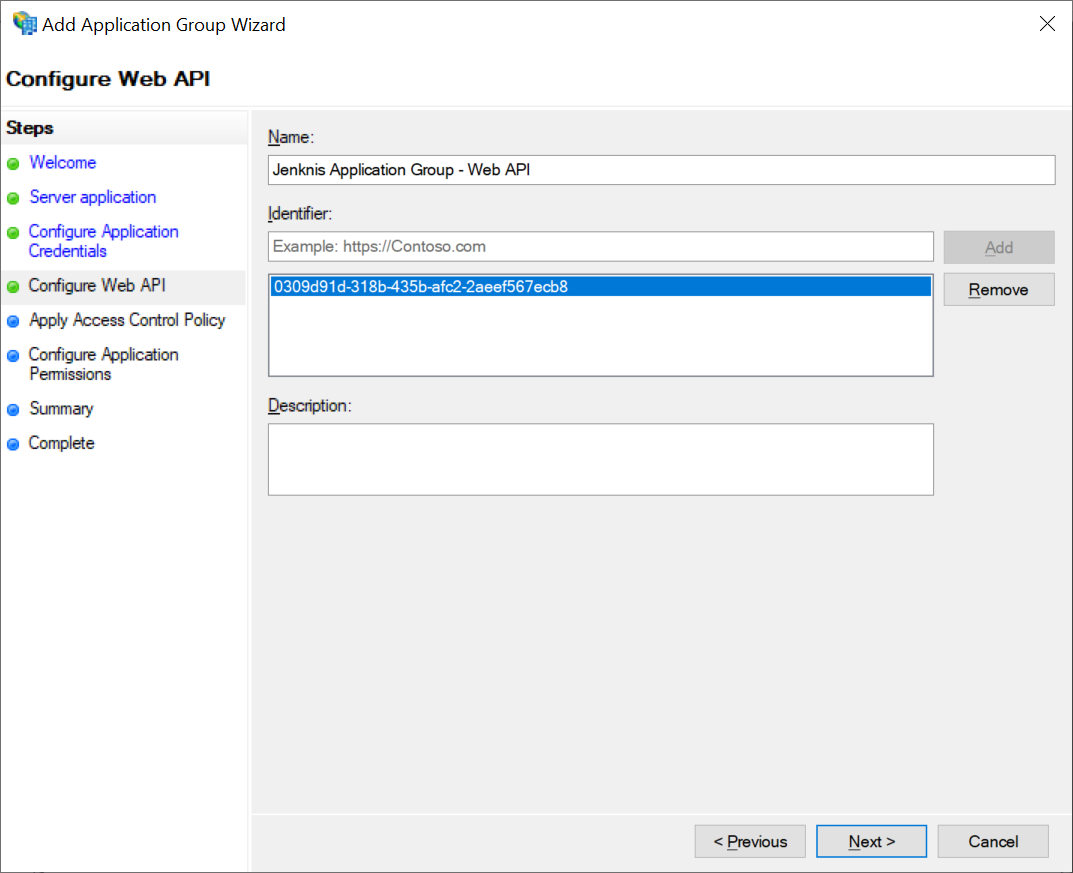 Add Application Group Wizard
Configure Web API
Steps
Welcome
Server application
Configure Application
Credentials
Configure Web API
Apply Access Control Policy
Configure Application
Permissions
Summary
Complete
Name:
Jenknis Application Group - Web API
Identifier:
Example: https://Contoso.com
Add
0309d91d-318b-435b-afc2-2aeef567ecb8
Remove
Description:
< Previous
Next >
Cancel